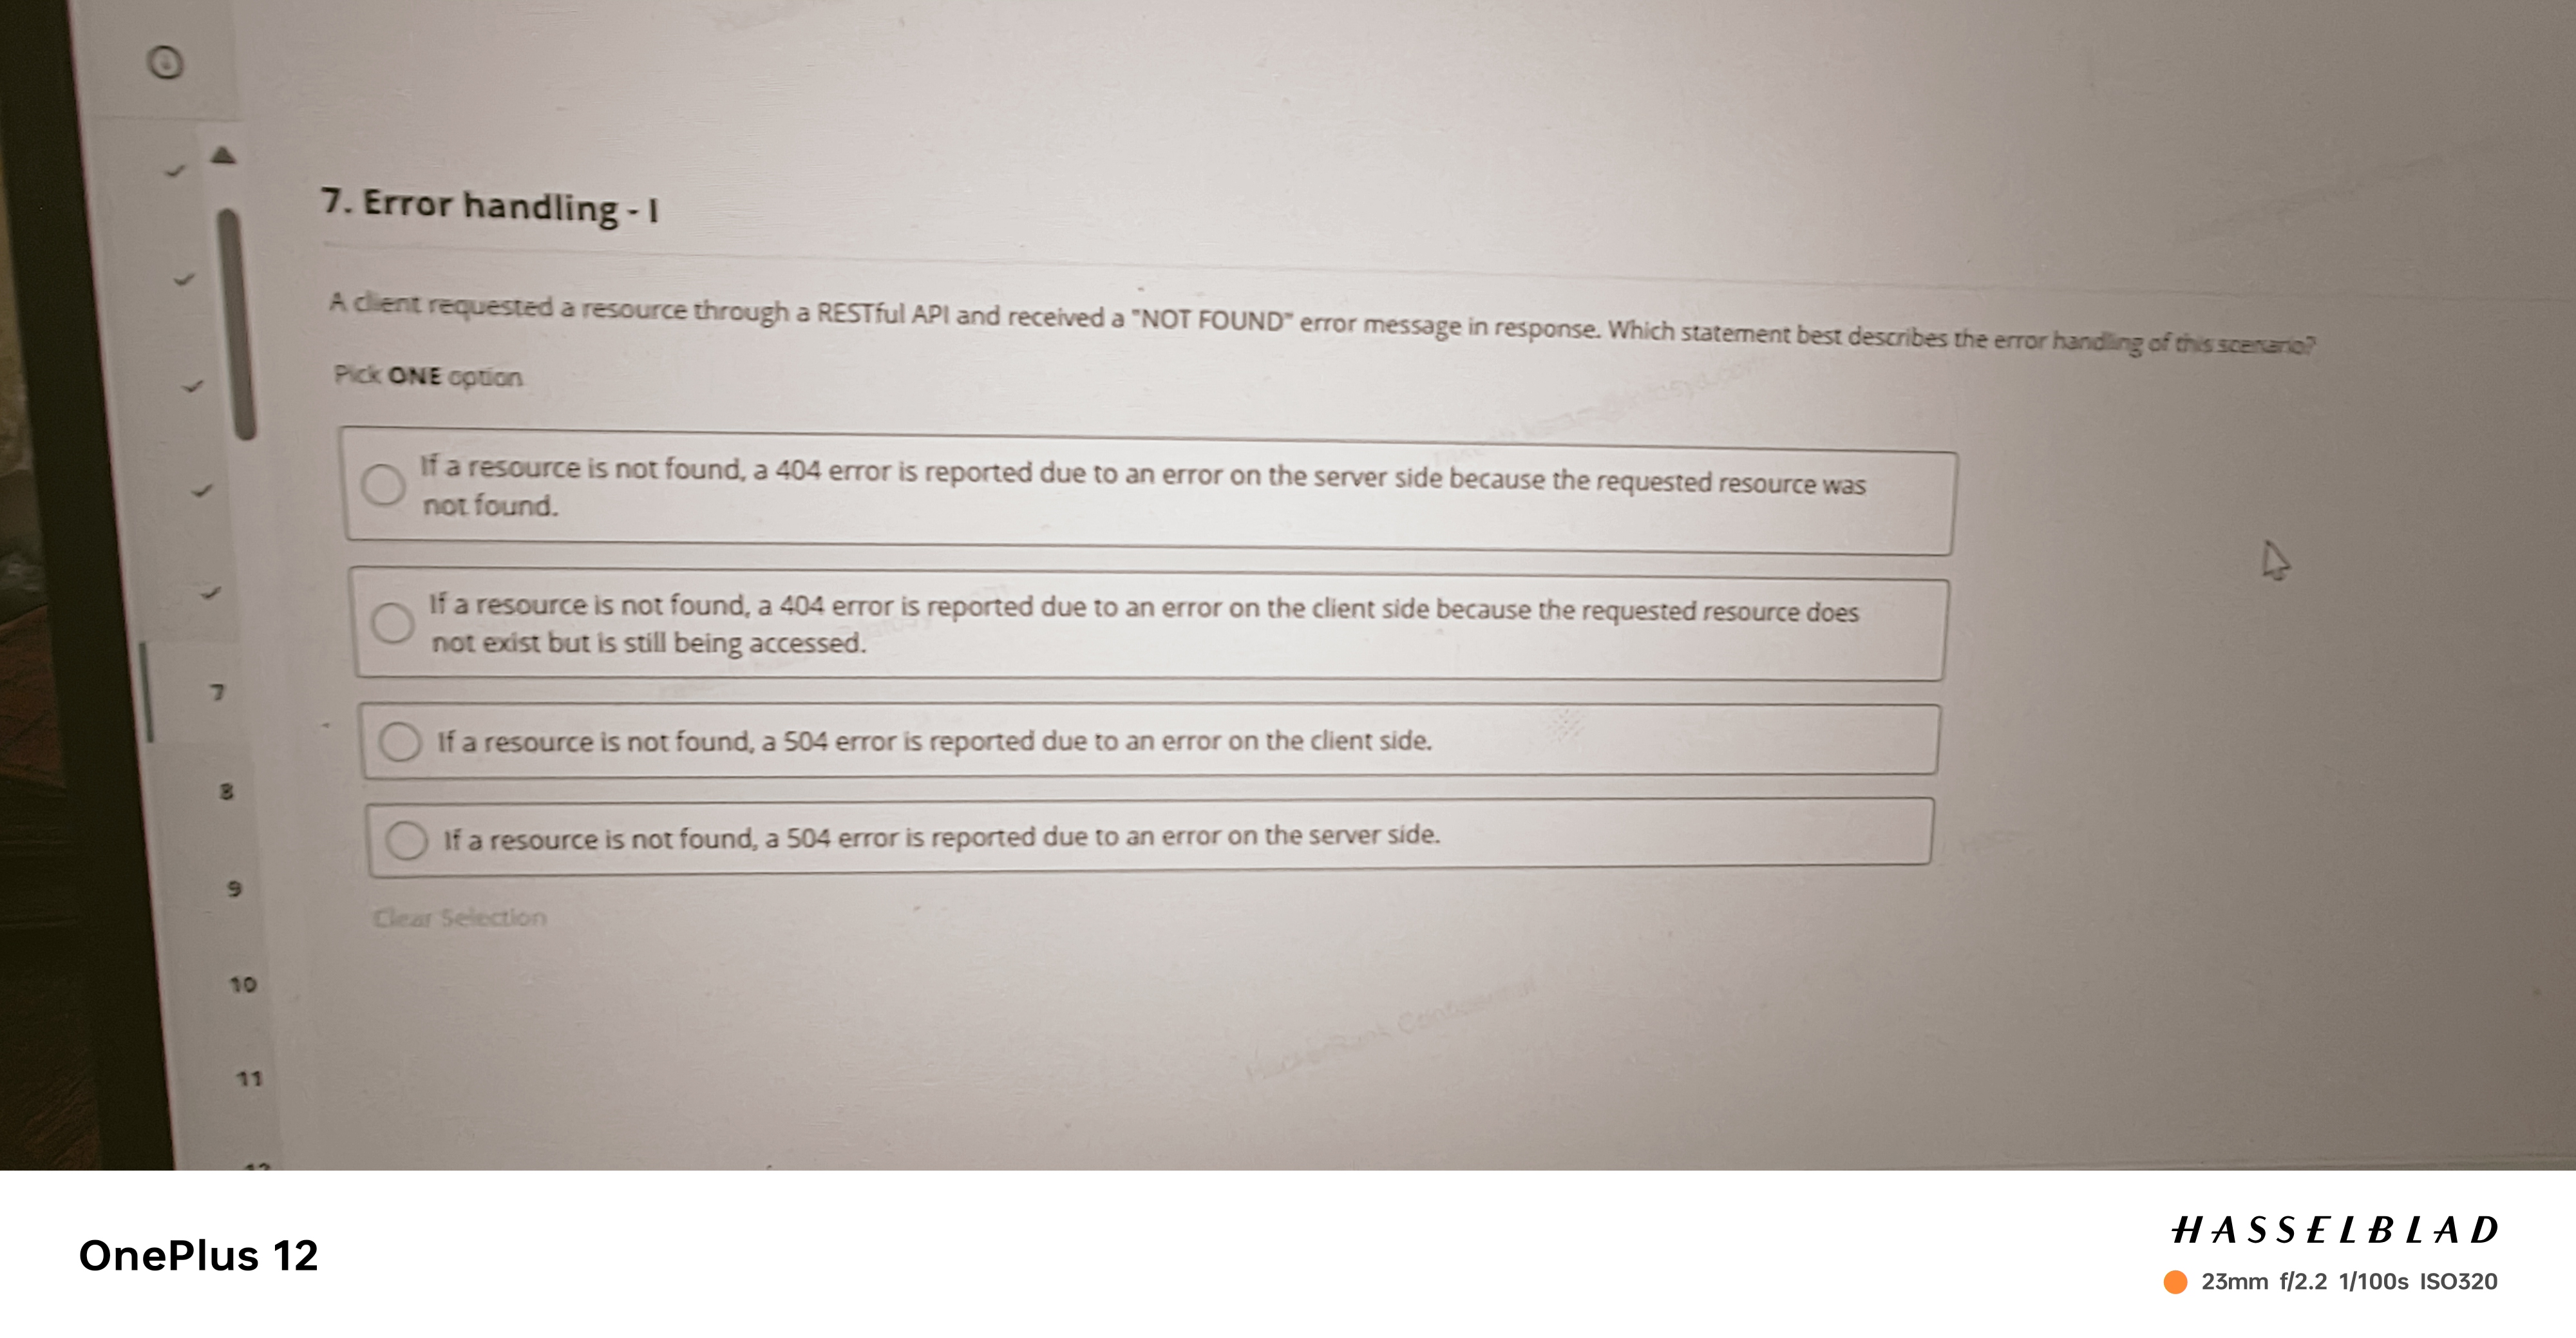 7. Error handling - I
A client requested a resource through a RESTful API and received a "NOT FOUND" error message in response. Which statement best describes the error handling of this scenario?
Pick ONE option
If a resource is not found, a 404 error is reported due to an error on the server side because the requested resource was
not found.
If a resource is not found, a 404 error is reported due to an error on the client side because the requested resource does
not exist but is still being accessed.
If a resource is not found, a 504 error is reported due to an error on the client side.
If a resource is not found, a 504 error is reported due to an error on the server side.
Clear Selection
7
8
9
10
11
12
HackerRank Confidential
OnePlus 12
HASSELBLAD
23mm f/2.2 1/100s ISO320